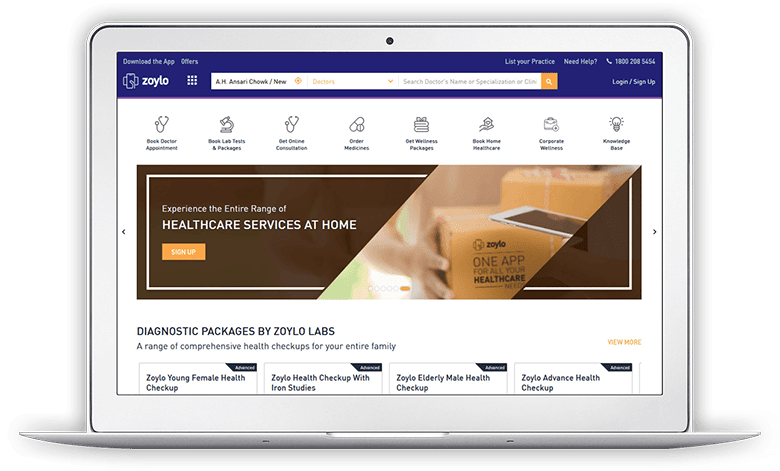 Download the App Offers List your Practice Need Help? 1800 208 5454
zoylo A.H. Ansari Chowk / New Doctors Search Doctor's Name or Specialization or Clini Login / Sign Up
Book Doctor
Appointment
Book Lab Tests
& Packages
Get Online
Consultation
Order
Medicines
Get Wellness
Packages
Book Home
Healthcare
Corporate
Wellness
Knowledge
Base
Experience the Entire Range of
HEALTHCARE SERVICES AT HOME
SIGN UP
zoylo
ONE APP
FOR ALL YOUR
HEALTHCARE
NEED
DIAGNOSTIC PACKAGES BY ZOYLO LABS
A range of comprehensive health checkups for your entire family
VIEW MORE
Advanced
Zoylo Young Female Health
Checkup
Advanced
Zoylo Health Checkup With
Iron Studies
Advanced
Zoylo Elderly Male Health
Checkup
Advanced
Zoylo Advance Health
Checkup